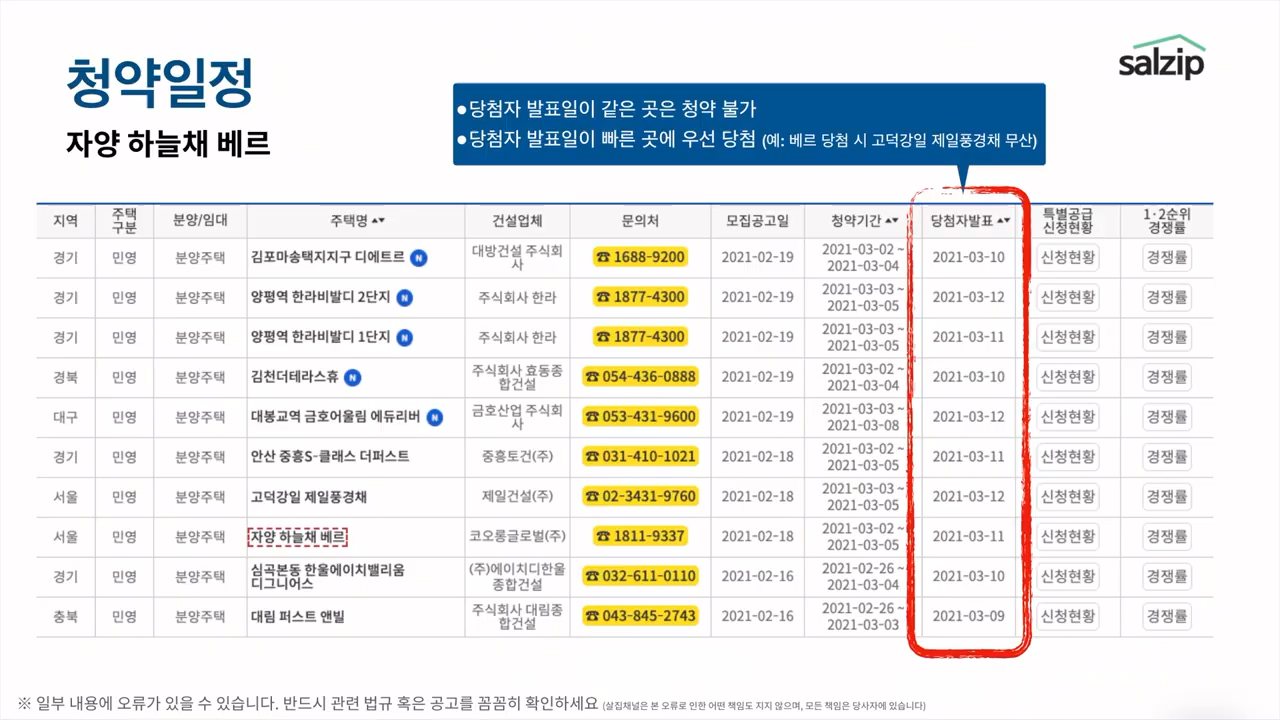 청약일정
자양 하늘채 베르
salzip
●당첨자 발표일이 같은 곳은 청약 불가
●당첨자 발표일이 빠른 곳에 우선 당첨 (예: 베르 당첨 시 고덕강일 제일풍경채 무산)
지역 주택구분 분양/임대 주택명▲▼ 건설업체 문의처 모집공고일 청약기간▲▼ 당첨자발표▲▼ 특별공급 신청현황 1·2순위 경쟁률
경기 민영 분양주택 김포마송택지지구 디에트르 N 대방건설 주식회사 ☎ 1688-9200 2021-02-19 2021-03-02 ~ 2021-03-04 2021-03-10 신청현황 경쟁률
경기 민영 분양주택 양평역 한라비발디 2단지 N 주식회사 한라 ☎ 1877-4300 2021-02-19 2021-03-03 ~ 2021-03-05 2021-03-12 신청현황 경쟁률
경기 민영 분양주택 양평역 한라비발디 1단지 N 주식회사 한라 ☎ 1877-4300 2021-02-19 2021-03-03 ~ 2021-03-05 2021-03-11 신청현황 경쟁률
경북 민영 분양주택 김천더테라스휴 N 주식회사 효동종합건설 ☎ 054-436-0888 2021-02-19 2021-03-02 ~ 2021-03-04 2021-03-10 신청현황 경쟁률
대구 민영 분양주택 대봉교역 금호어울림 에듀리버 N 금호산업 주식회사 ☎ 053-431-9600 2021-02-19 2021-03-03 ~ 2021-03-08 2021-03-12 신청현황 경쟁률
경기 민영 분양주택 안산 중흥S-클래스 더퍼스트 중흥토건(주) ☎ 031-410-1021 2021-02-18 2021-03-02 ~ 2021-03-05 2021-03-11 신청현황 경쟁률
서울 민영 분양주택 고덕강일 제일풍경채 제일건설(주) ☎ 02-3431-9760 2021-02-18 2021-03-03 ~ 2021-03-05 2021-03-12 신청현황 경쟁률
서울 민영 분양주택 자양 하늘채 베르 코오롱글로벌(주) ☎ 1811-9337 2021-02-18 2021-03-02 ~ 2021-03-05 2021-03-11 신청현황 경쟁률
경기 민영 분양주택 심곡본동 한울에이치밸리움 디그니어스 (주)에이치디한울종합건설 ☎ 032-611-0110 2021-02-16 2021-02-26 ~ 2021-03-04 2021-03-10 신청현황 경쟁률
충북 민영 분양주택 대림 퍼스트 앤빌 주식회사 대림종합건설 ☎ 043-845-2743 2021-02-16 2021-02-26 ~ 2021-03-03 2021-03-09 신청현황 경쟁률
※ 일부 내용에 오류가 있을 수 있습니다. 반드시 관련 법규 혹은 공고를 꼼꼼히 확인하세요 (살집채널은 본 오류로 인한 어떤 책임도 지지 않으며, 모든 책임은 당사자에 있습니다)